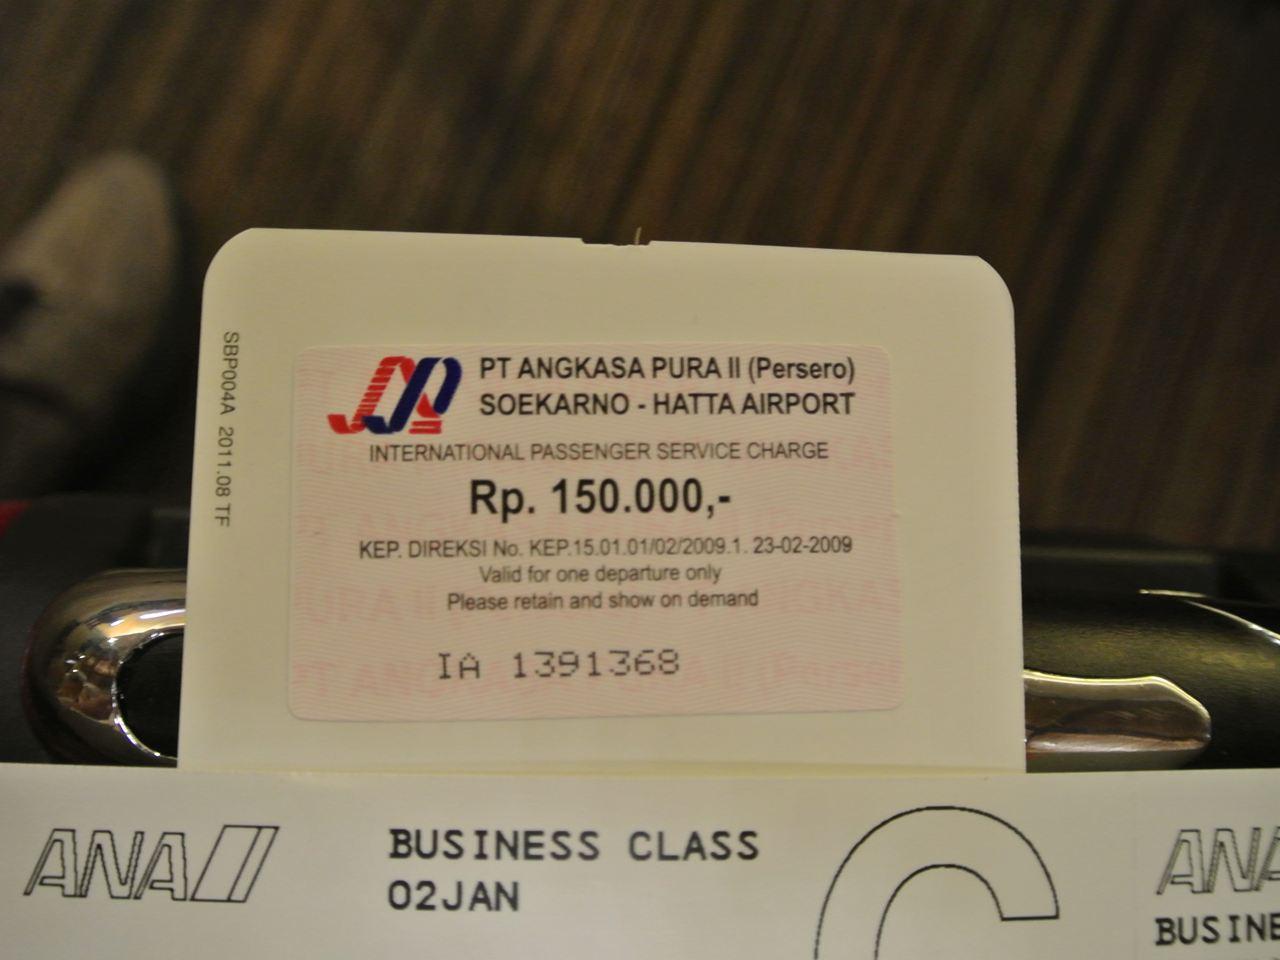 SBP004A 2011.08 TF
PT ANGKASA PURA II (Persero)
SOEKARNO - HATTA AIRPORT
INTERNATIONAL PASSENGER SERVICE CHARGE
Rp. 150.000,-
KEP. DIREKSI No. KEP.15.01.01/02/2009.1. 23-02-2009
Valid for one departure only
Please retain and show on demand
IA 1391368
ANA
BUSINESS CLASS
02JAN
C
ANA
BUSINE